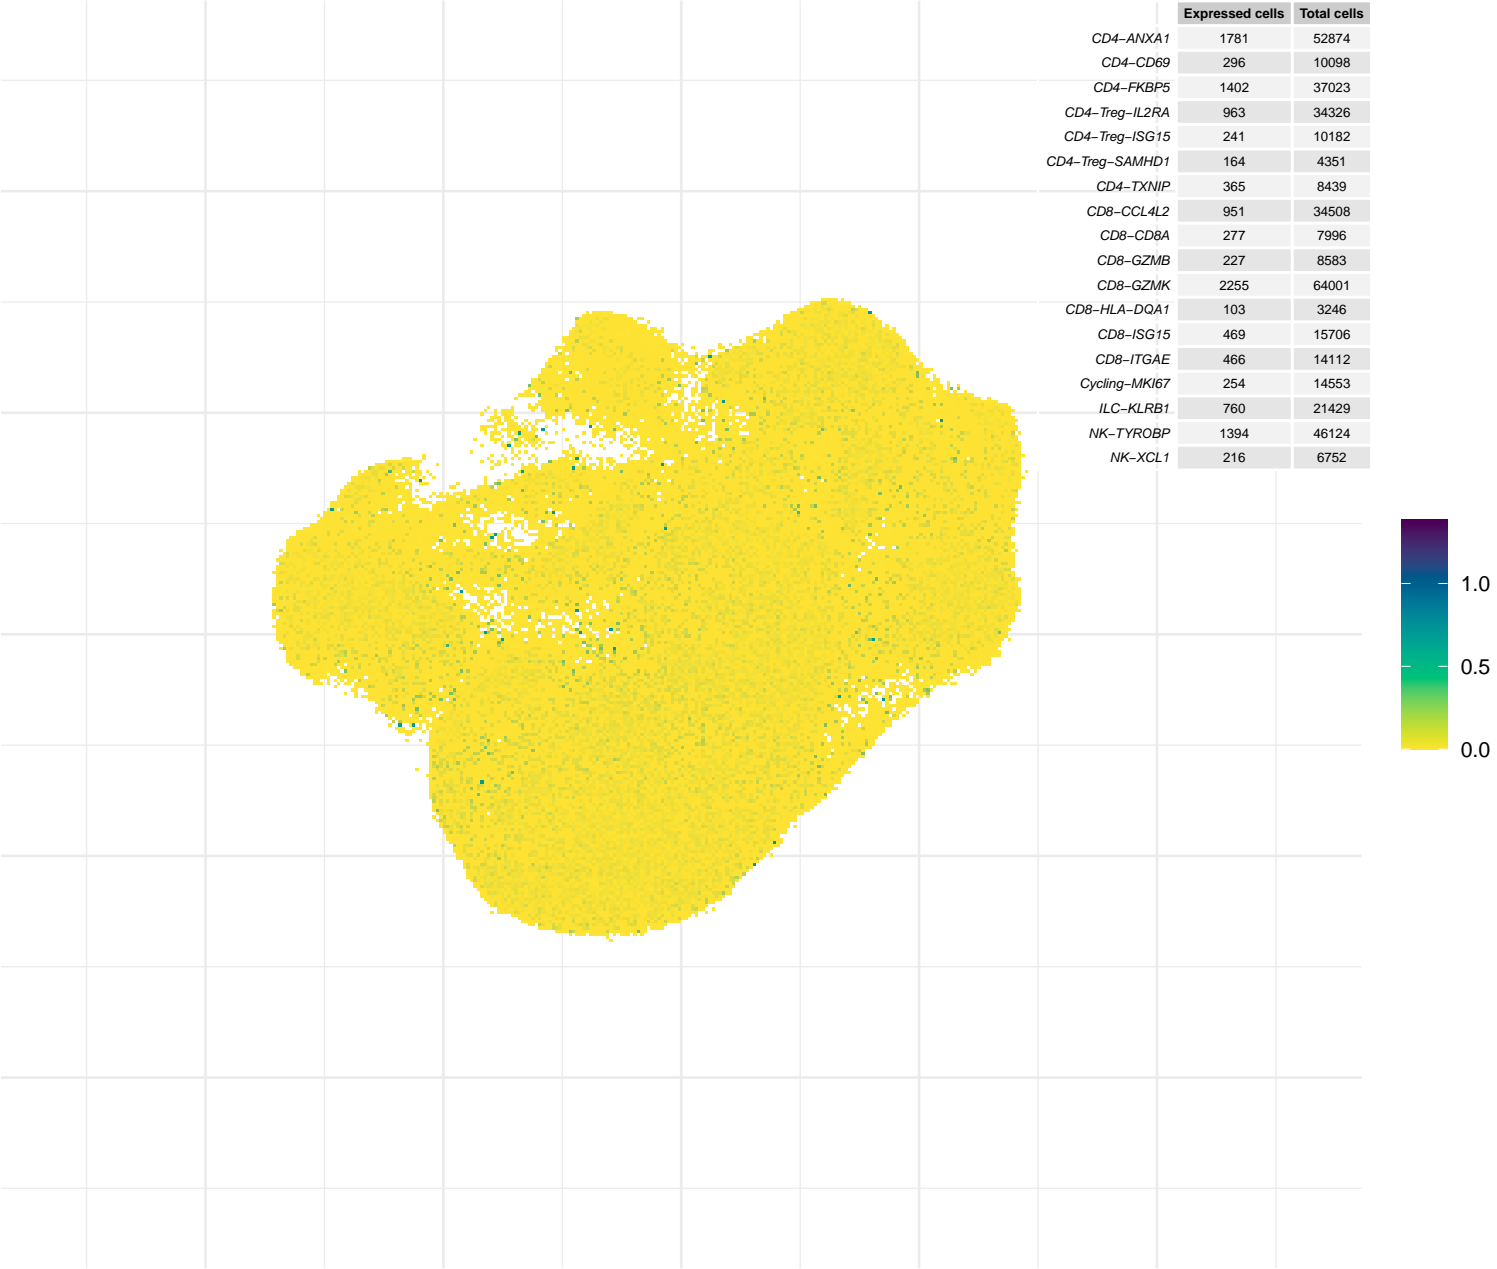 Expressed cells Total cells
CD4−ANXA1 1781 52874
CD4−CD69 296 10098
CD4−FKBP5 1402 37023
CD4−Treg−IL2RA 963 34326
CD4−Treg−ISG15 241 10182
CD4−Treg−SAMHD1 164 4351
CD4−TXNIP 365 8439
CD8−CCL4L2 951 34508
CD8−CD8A 277 7996
CD8−GZMB 227 8583
CD8−GZMK 2255 64001
CD8−HLA−DQA1 103 3246
CD8−ISG15 469 15706
CD8−ITGAE 466 14112
Cycling−MKI67 254 14553
ILC−KLRB1 760 21429
NK−TYROBP 1394 46124
NK−XCL1 216 6752
1.0
0.5
0.0